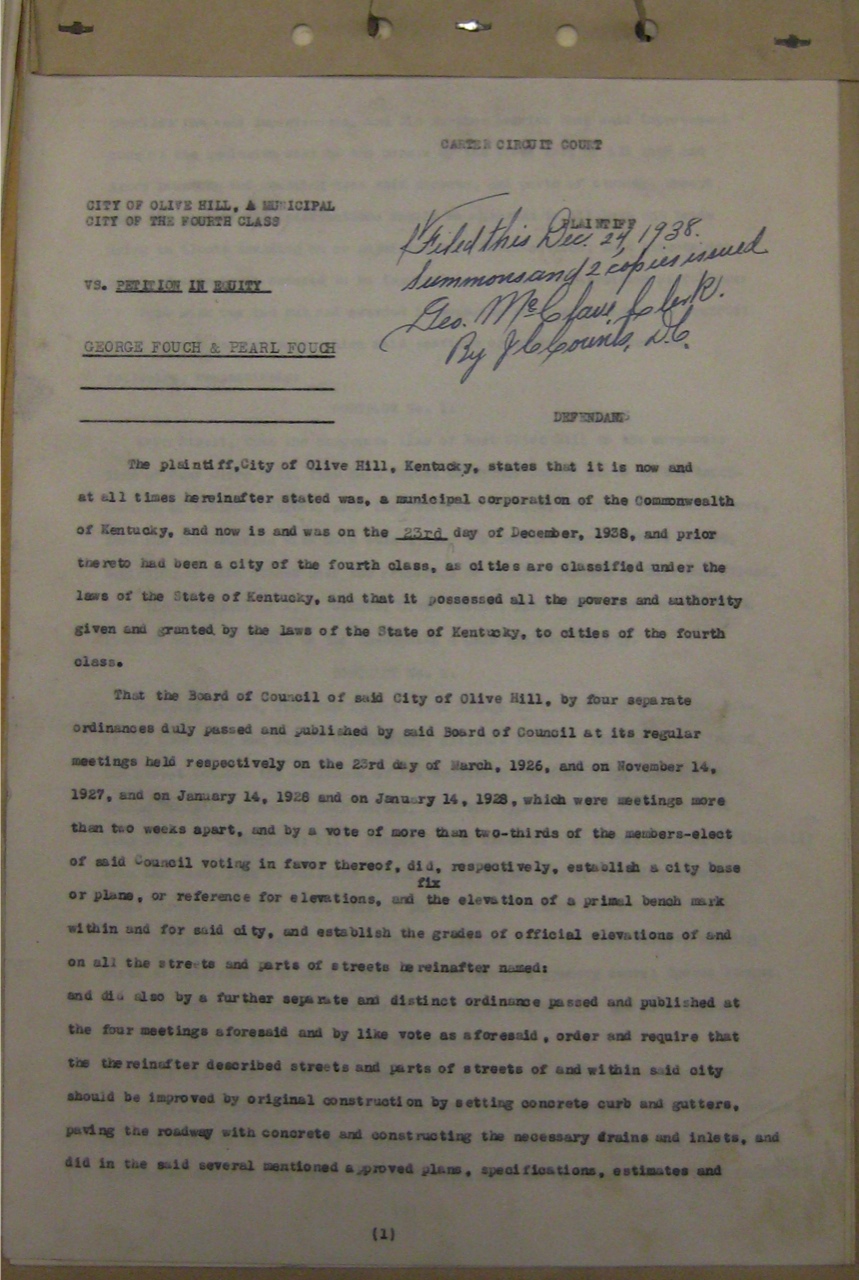 CARTER CIRCUIT COURT
CITY OF OLIVE HILL, A MUNICIPAL
CITY OF THE FOURTH CLASS
PLAINTIFF
Filed this Dec. 24, 1938.
Summons and 2 copies issued
Geo. McClave, Clerk.
By J C Counts, D.C.
VS. PETITION IN EQUITY
GEORGE FOUCH & PEARL FOUCH
DEFENDANTS
The plaintiff, City of Olive Hill, Kentucky, states that it is now and
at all times hereinafter stated was, a municipal corporation of the Commonwealth
of Kentucky, and now is and was on the 23rd day of December, 1938, and prior
thereto had been a city of the fourth class, as cities are classified under the
laws of the State of Kentucky, and that it possessed all the powers and authority
given and granted by the laws of the State of Kentucky, to cities of the fourth
class.
That the Board of Council of said City of Olive Hill, by four separate
ordinances duly passed and published by said Board of Council at its regular
meetings held respectively on the 23rd day of March, 1926, and on November 14,
1927, and on January 14, 1928 and on January 14, 1928, which were meetings more
than two weeks apart, and by a vote of more than two-thirds of the members-elect
of said Council voting in favor thereof, did, respectively, establish a city base
fix
or plane, or reference for elevations, and the elevation of a primal bench mark
within and for said city, and establish the grades of official elevations of and
on all the streets and parts of streets hereinafter named:
and did also by a further separate and distinct ordinance passed and published at
the four meetings aforesaid and by like vote as aforesaid, order and require that
the thereinafter described streets and parts of streets of and within said city
should be improved by original construction by setting concrete curb and gutters,
paving the roadway with concrete and constructing the necessary drains and inlets, and
did in the said several mentioned approved plans, specifications, estimates and
(1)